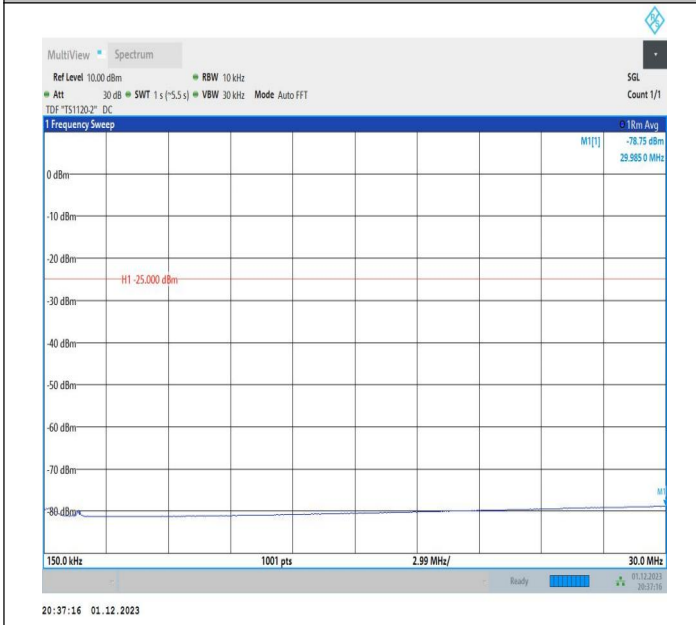 MultiView
Spectrum
Ref Level 10.00 dBm RBW 10 kHz SGL
Att 30 dB SWT 1 s (~5.5 s) VBW 30 kHz Mode Auto FFT Count 1/1
TDF "TS1120-2" DC
1 Frequency Sweep 1Rm Avg
M1[1] -78.75 dBm
29.985 0 MHz
0 dBm
-10 dBm
-20 dBm
H1 -25.000 dBm
-30 dBm
-40 dBm
-50 dBm
-60 dBm
-70 dBm
M1
-80 dBm
150.0 kHz 1001 pts 2.99 MHz/ 30.0 MHz
Ready 01.12.2023
20:37:16
20:37:16 01.12.2023